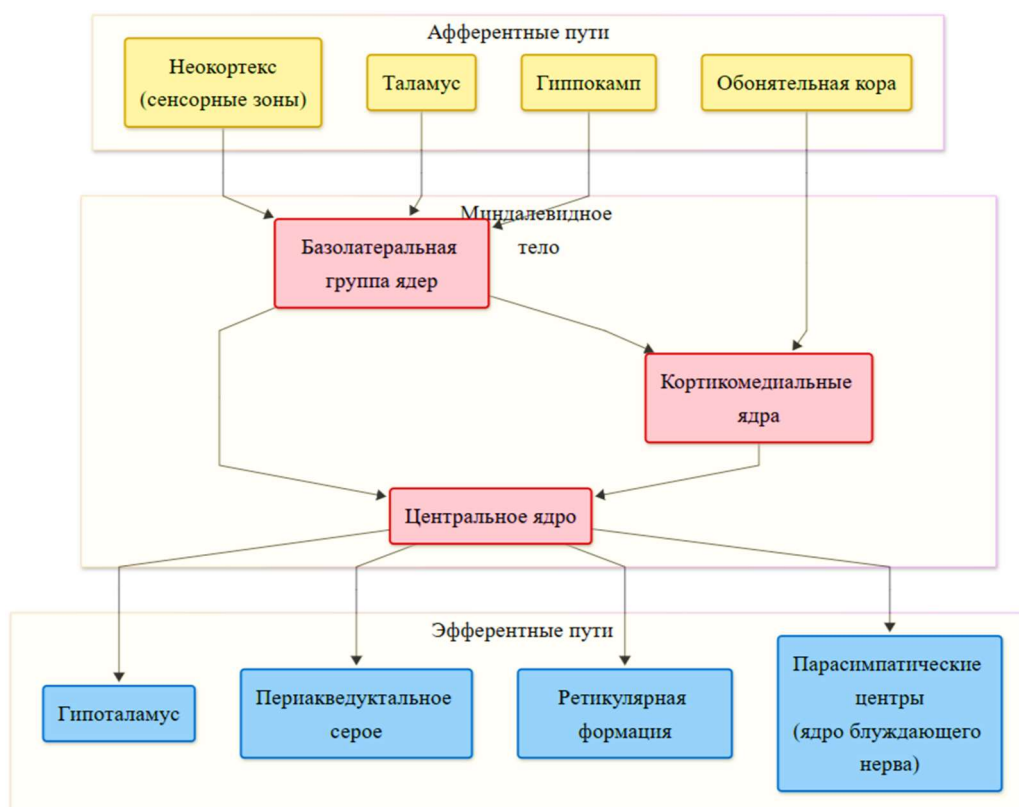 Афферентные пути
Неокортекс
(сенсорные зоны)
Таламус
Гиппокамп
Обонятельная кора
Миндалевидное
тело
Базолатеральная
группа ядер
Кортикомедиальные
ядра
Центральное ядро
Эфферентные пути
Гипоталамус
Периакведуктальное
серое
Ретикулярная
формация
Парасимпатические
центры
(ядро блуждающего
нерва)